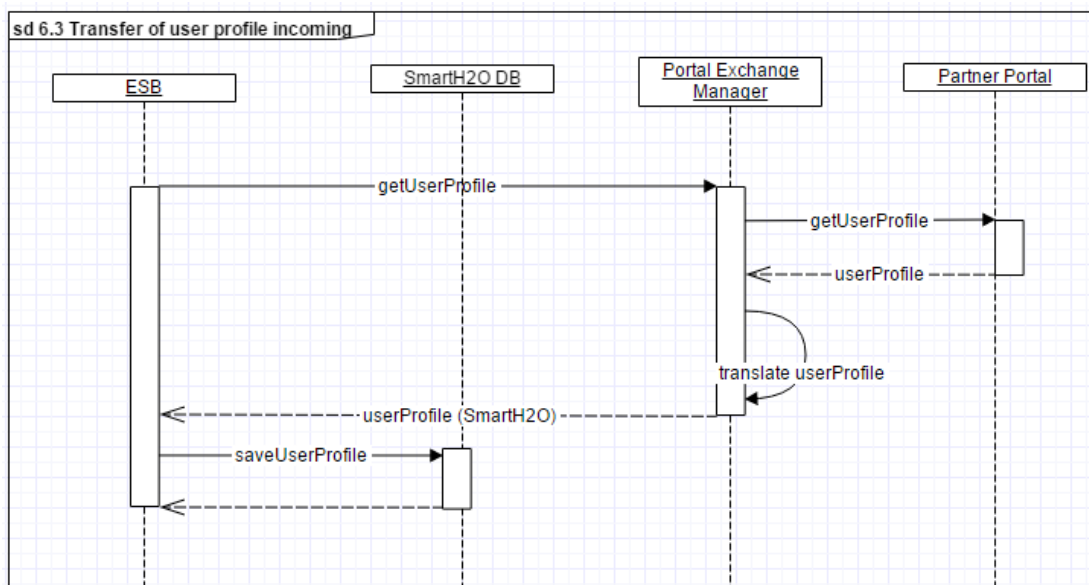 sd 6.3 Transfer of user profile incoming
ESB
SmartH2O DB
Portal Exchange
Manager
Partner Portal
getUserProfile
getUserProfile
userProfile
translate userProfile
userProfile (SmartH2O)
saveUserProfile